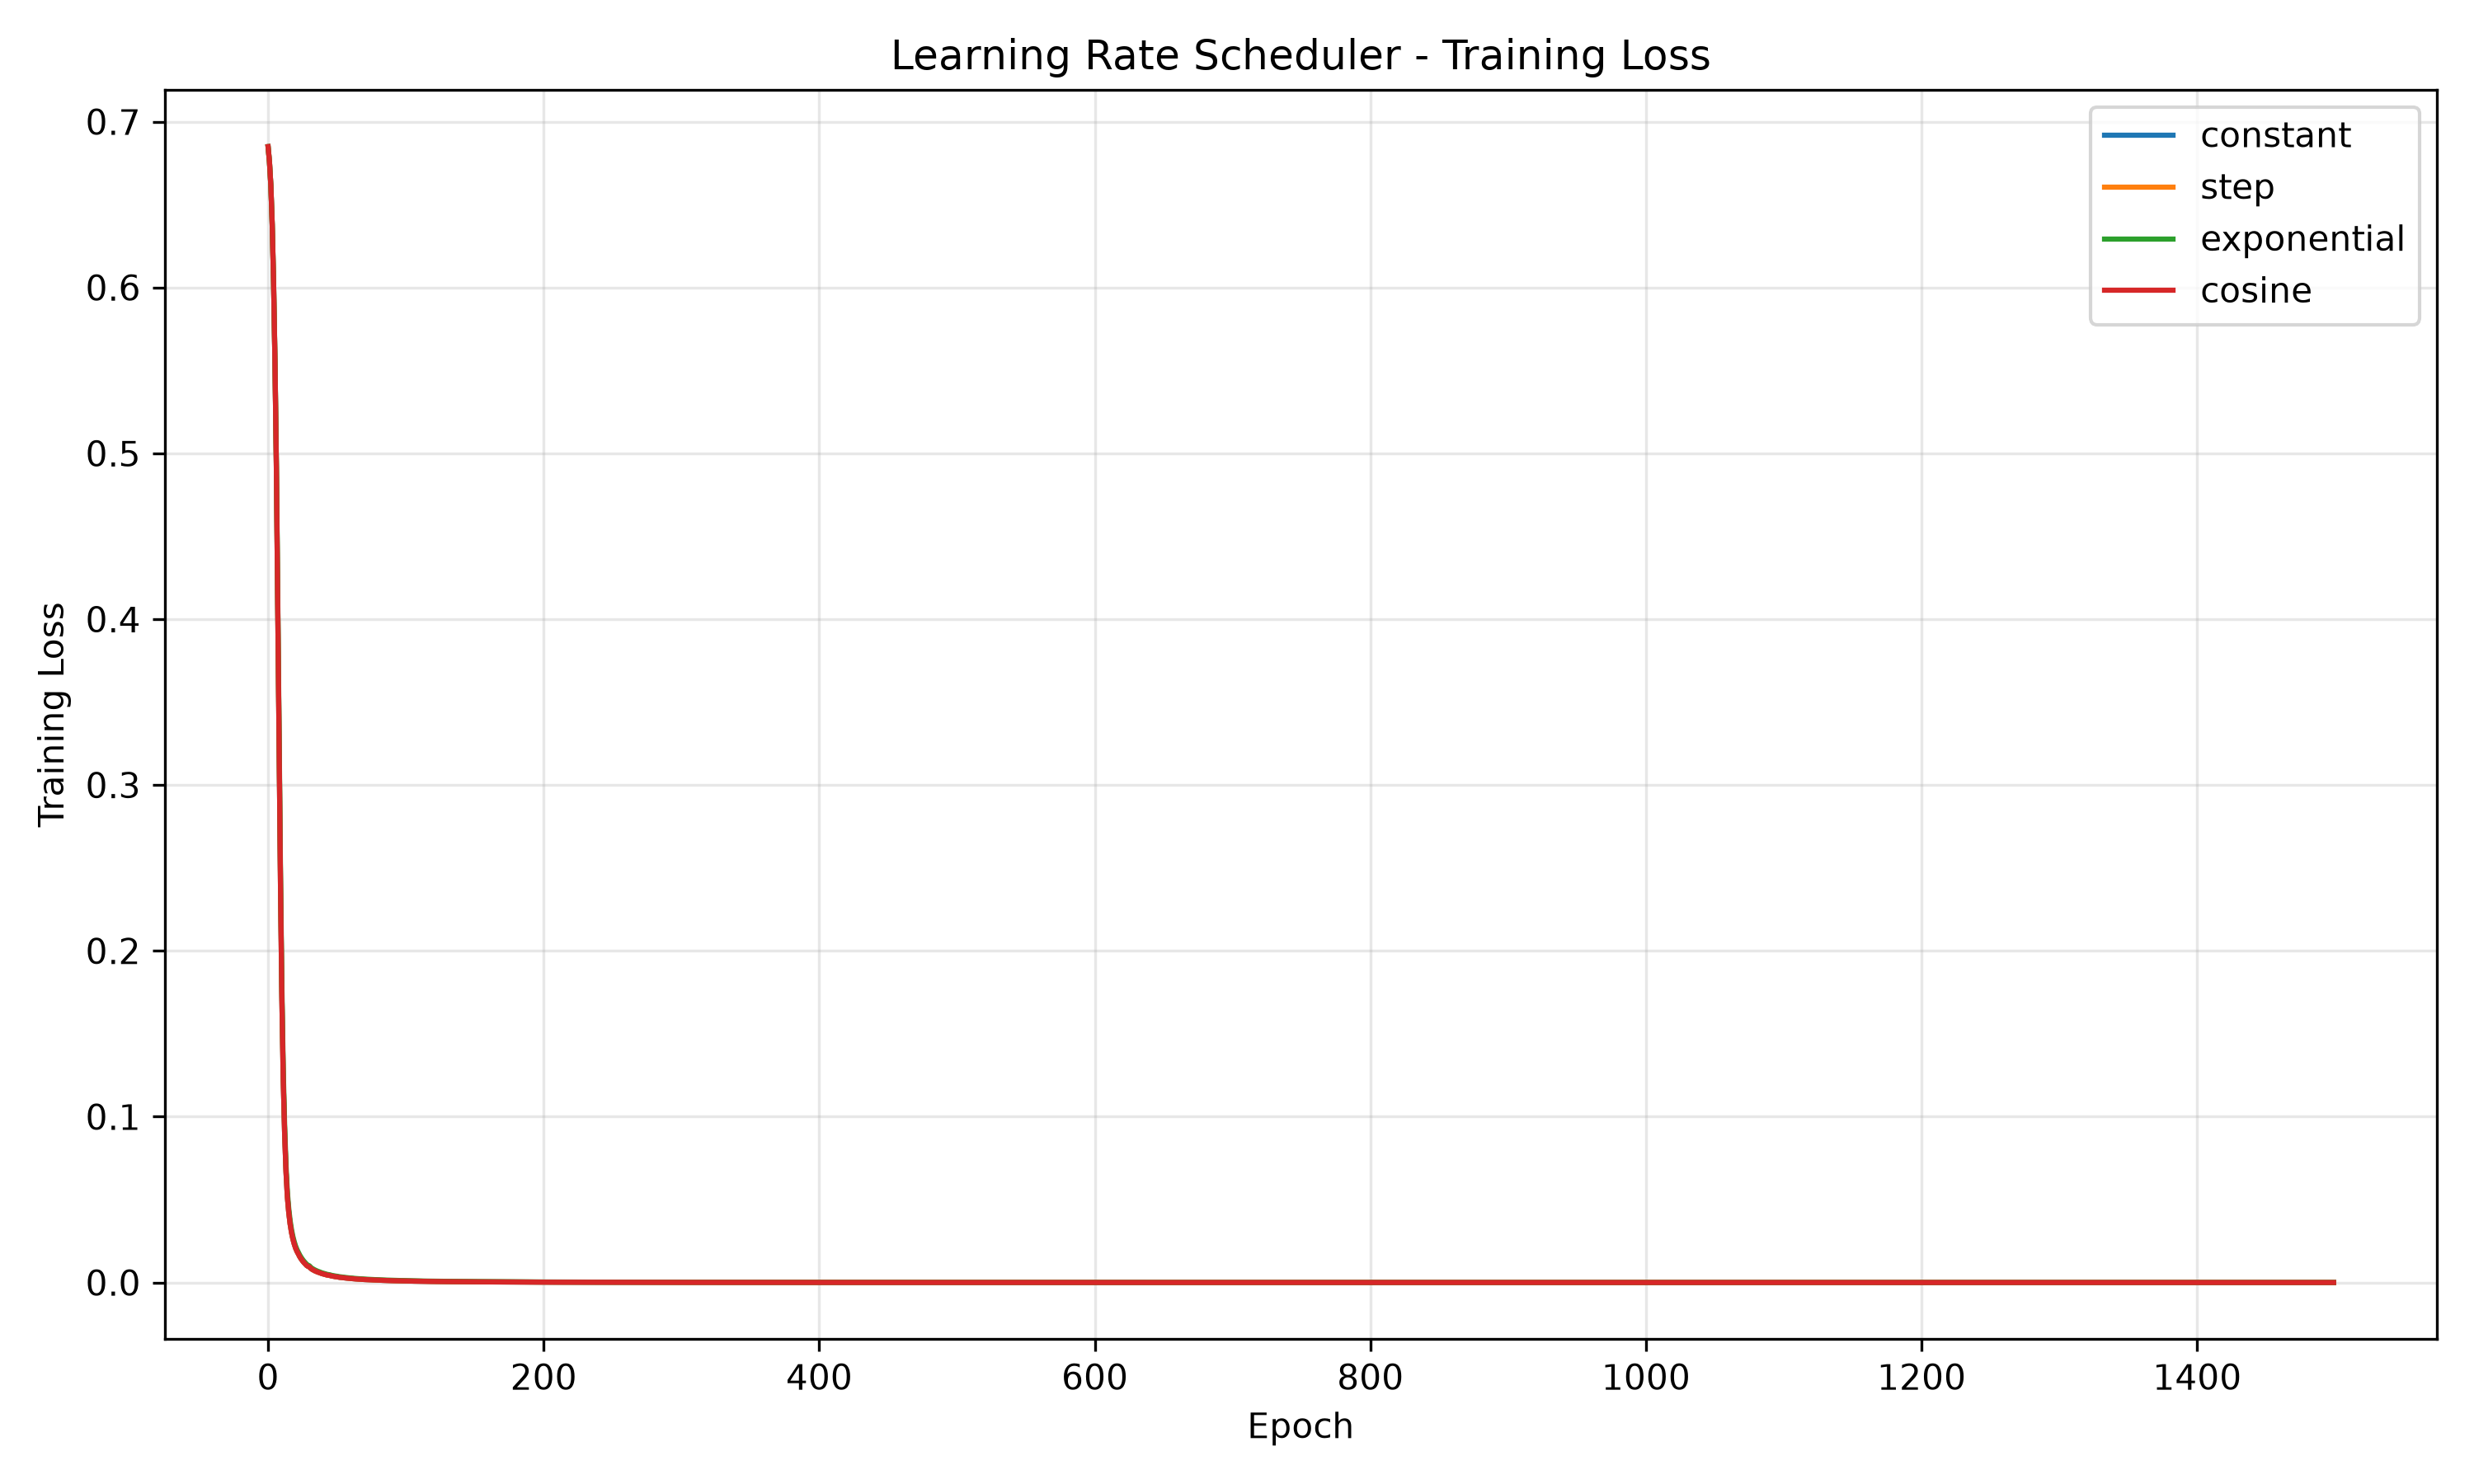 Learning Rate Scheduler - Training Loss
constant
step
exponential
cosine
Training Loss
0.7
0.6
0.5
0.4
0.3
0.2
0.1
0.0
0 200 400 600 800 1000 1200 1400
Epoch